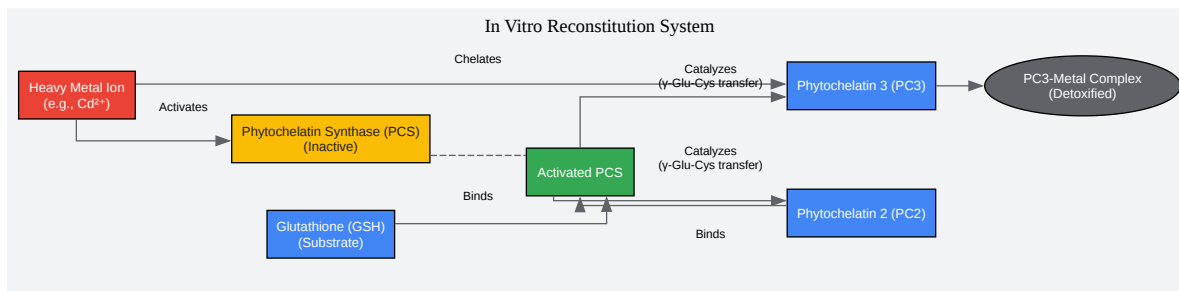 In Vitro Reconstitution System
Chelates
Heavy Metal Ion
(e.g., Cd²⁺)
Activates
Phytochelatin Synthase (PCS)
(Inactive)
Catalyzes
(γ-Glu-Cys transfer)
Phytochelatin 3 (PC3)
PC3-Metal Complex
(Detoxified)
Activated PCS
Catalyzes
(γ-Glu-Cys transfer)
Binds
Glutathione (GSH)
(Substrate)
Phytochelatin 2 (PC2)
Binds